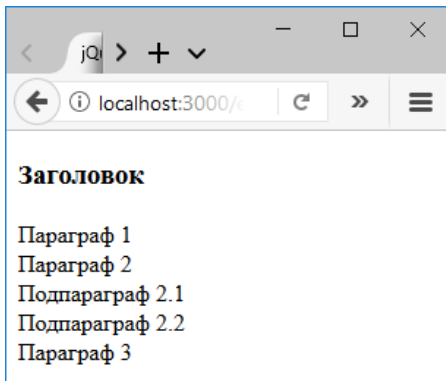 jQ
localhost:3000/e
Заголовок
Параграф 1
Параграф 2
Подпараграф 2.1
Подпараграф 2.2
Параграф 3